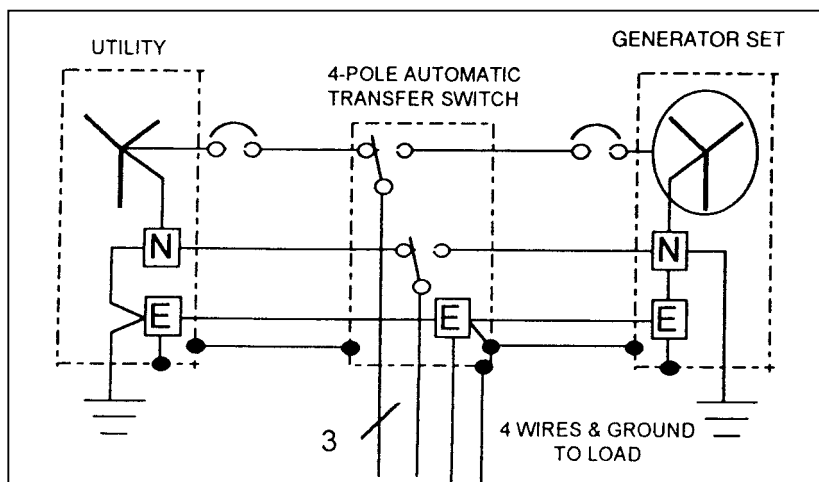 UTILITY
GENERATOR SET
4-POLE AUTOMATIC
TRANSFER SWITCH
N
N
E
E
E
3
4 WIRES & GROUND
TO LOAD